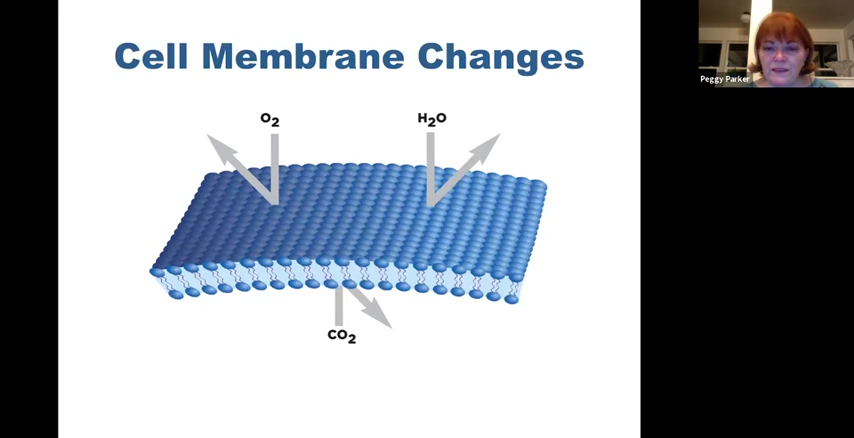 Cell Membrane Changes
O2
H2O
CO2
Peggy Parker